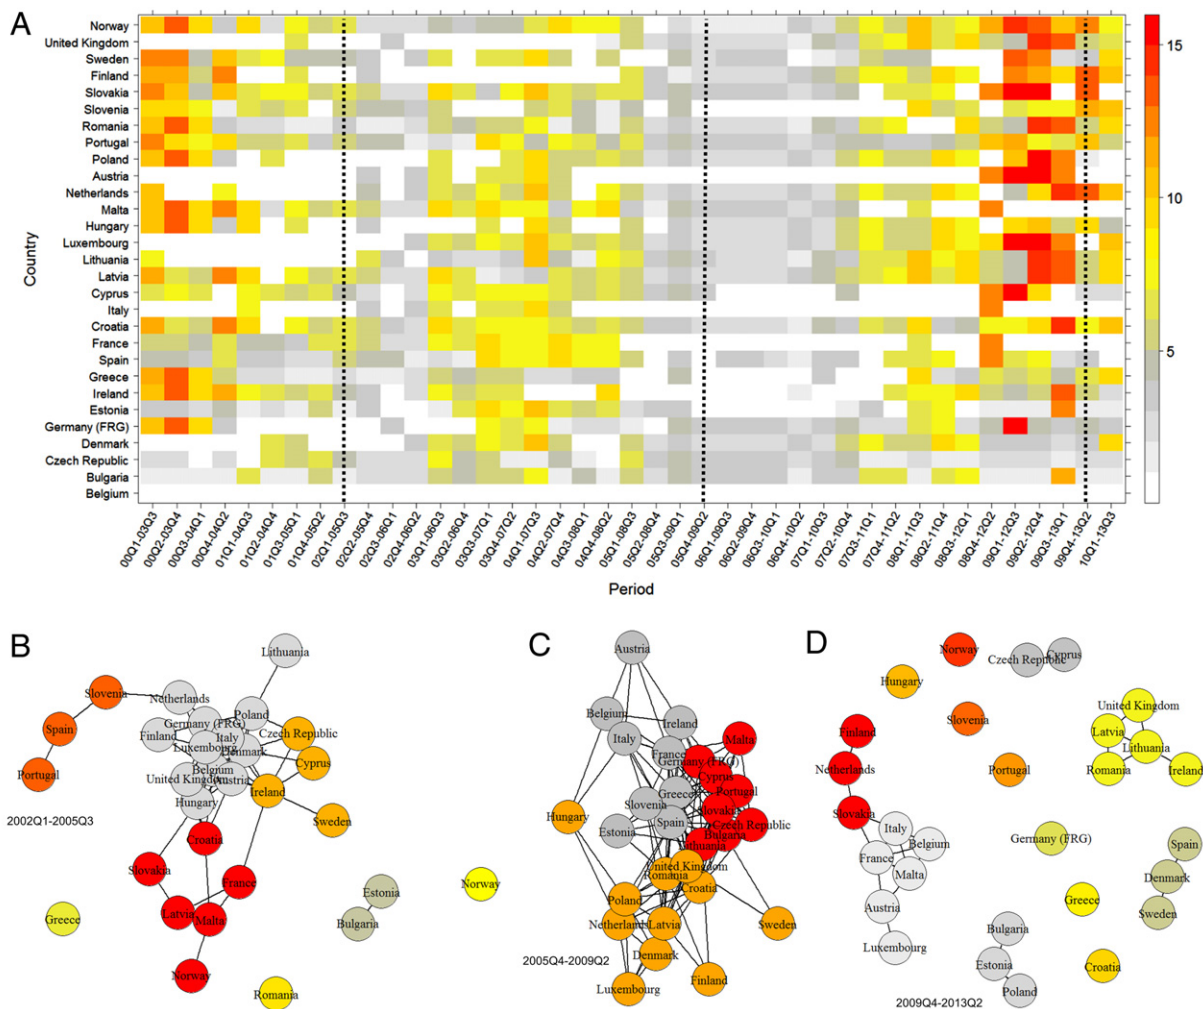 A
Norway
United Kingdom
Sweden
Finland
Slovakia
Slovenia
Romania
Portugal
Poland
Austria
Netherlands
Malta
Hungary
Luxembourg
Lithuania
Latvia
Cyprus
Italy
Croatia
France
Spain
Greece
Ireland
Estonia
Germany (FRG)
Denmark
Czech Republic
Bulgaria
Belgium
Country
15
10
5
00Q1-03Q3
00Q2-03Q4
00Q3-04Q1
00Q4-04Q2
01Q1-04Q3
01Q2-04Q4
01Q3-05Q1
01Q4-05Q2
02Q1-05Q3
02Q2-05Q4
02Q3-06Q1
02Q4-06Q2
03Q1-06Q3
03Q2-06Q4
03Q3-07Q1
03Q4-07Q2
04Q1-07Q3
04Q2-07Q4
04Q3-08Q1
04Q4-08Q2
05Q1-08Q3
05Q2-08Q4
05Q3-09Q1
05Q4-09Q2
06Q1-09Q3
06Q2-09Q4
06Q3-10Q1
06Q4-10Q2
07Q1-10Q3
07Q2-10Q4
07Q3-11Q1
07Q4-11Q2
08Q1-11Q3
08Q2-11Q4
08Q3-12Q1
08Q4-12Q2
09Q1-12Q3
09Q2-12Q4
09Q3-13Q1
09Q4-13Q2
10Q1-13Q3
Period
B
Lithuania
Slovenia
Netherlands
Poland
Spain
Germany (FRG)
Finland
Italy
Czech Republic
Luxembourg
Denmark
Portugal
Belgium
Cyprus
United Kingdom
Austria
Ireland
Hungary
2002Q1-2005Q3
Sweden
Croatia
Slovakia
France
Estonia
Norway
Greece
Latvia
Malta
Bulgaria
Norway
Romania
C
Austria
Belgium
Ireland
Italy
Malta
France
Germany (FRG)
Cyprus
Greece
Portugal
Slovenia
Slovakia
Hungary
Spain
Czech Republic
Estonia
Bulgaria
Lithuania
United Kingdom
Romania
Croatia
Poland
Netherlands
Latvia
Sweden
Denmark
2005Q4-2009Q2
Finland
Luxembourg
D
Norway
Czech Republic
Cyprus
Hungary
United Kingdom
Slovenia
Finland
Latvia
Lithuania
Netherlands
Portugal
Romania
Ireland
Slovakia
Italy
Germany (FRG)
Belgium
Spain
France
Malta
Denmark
Greece
Austria
Sweden
Bulgaria
Luxembourg
Estonia
Croatia
Poland
2009Q4-2013Q2